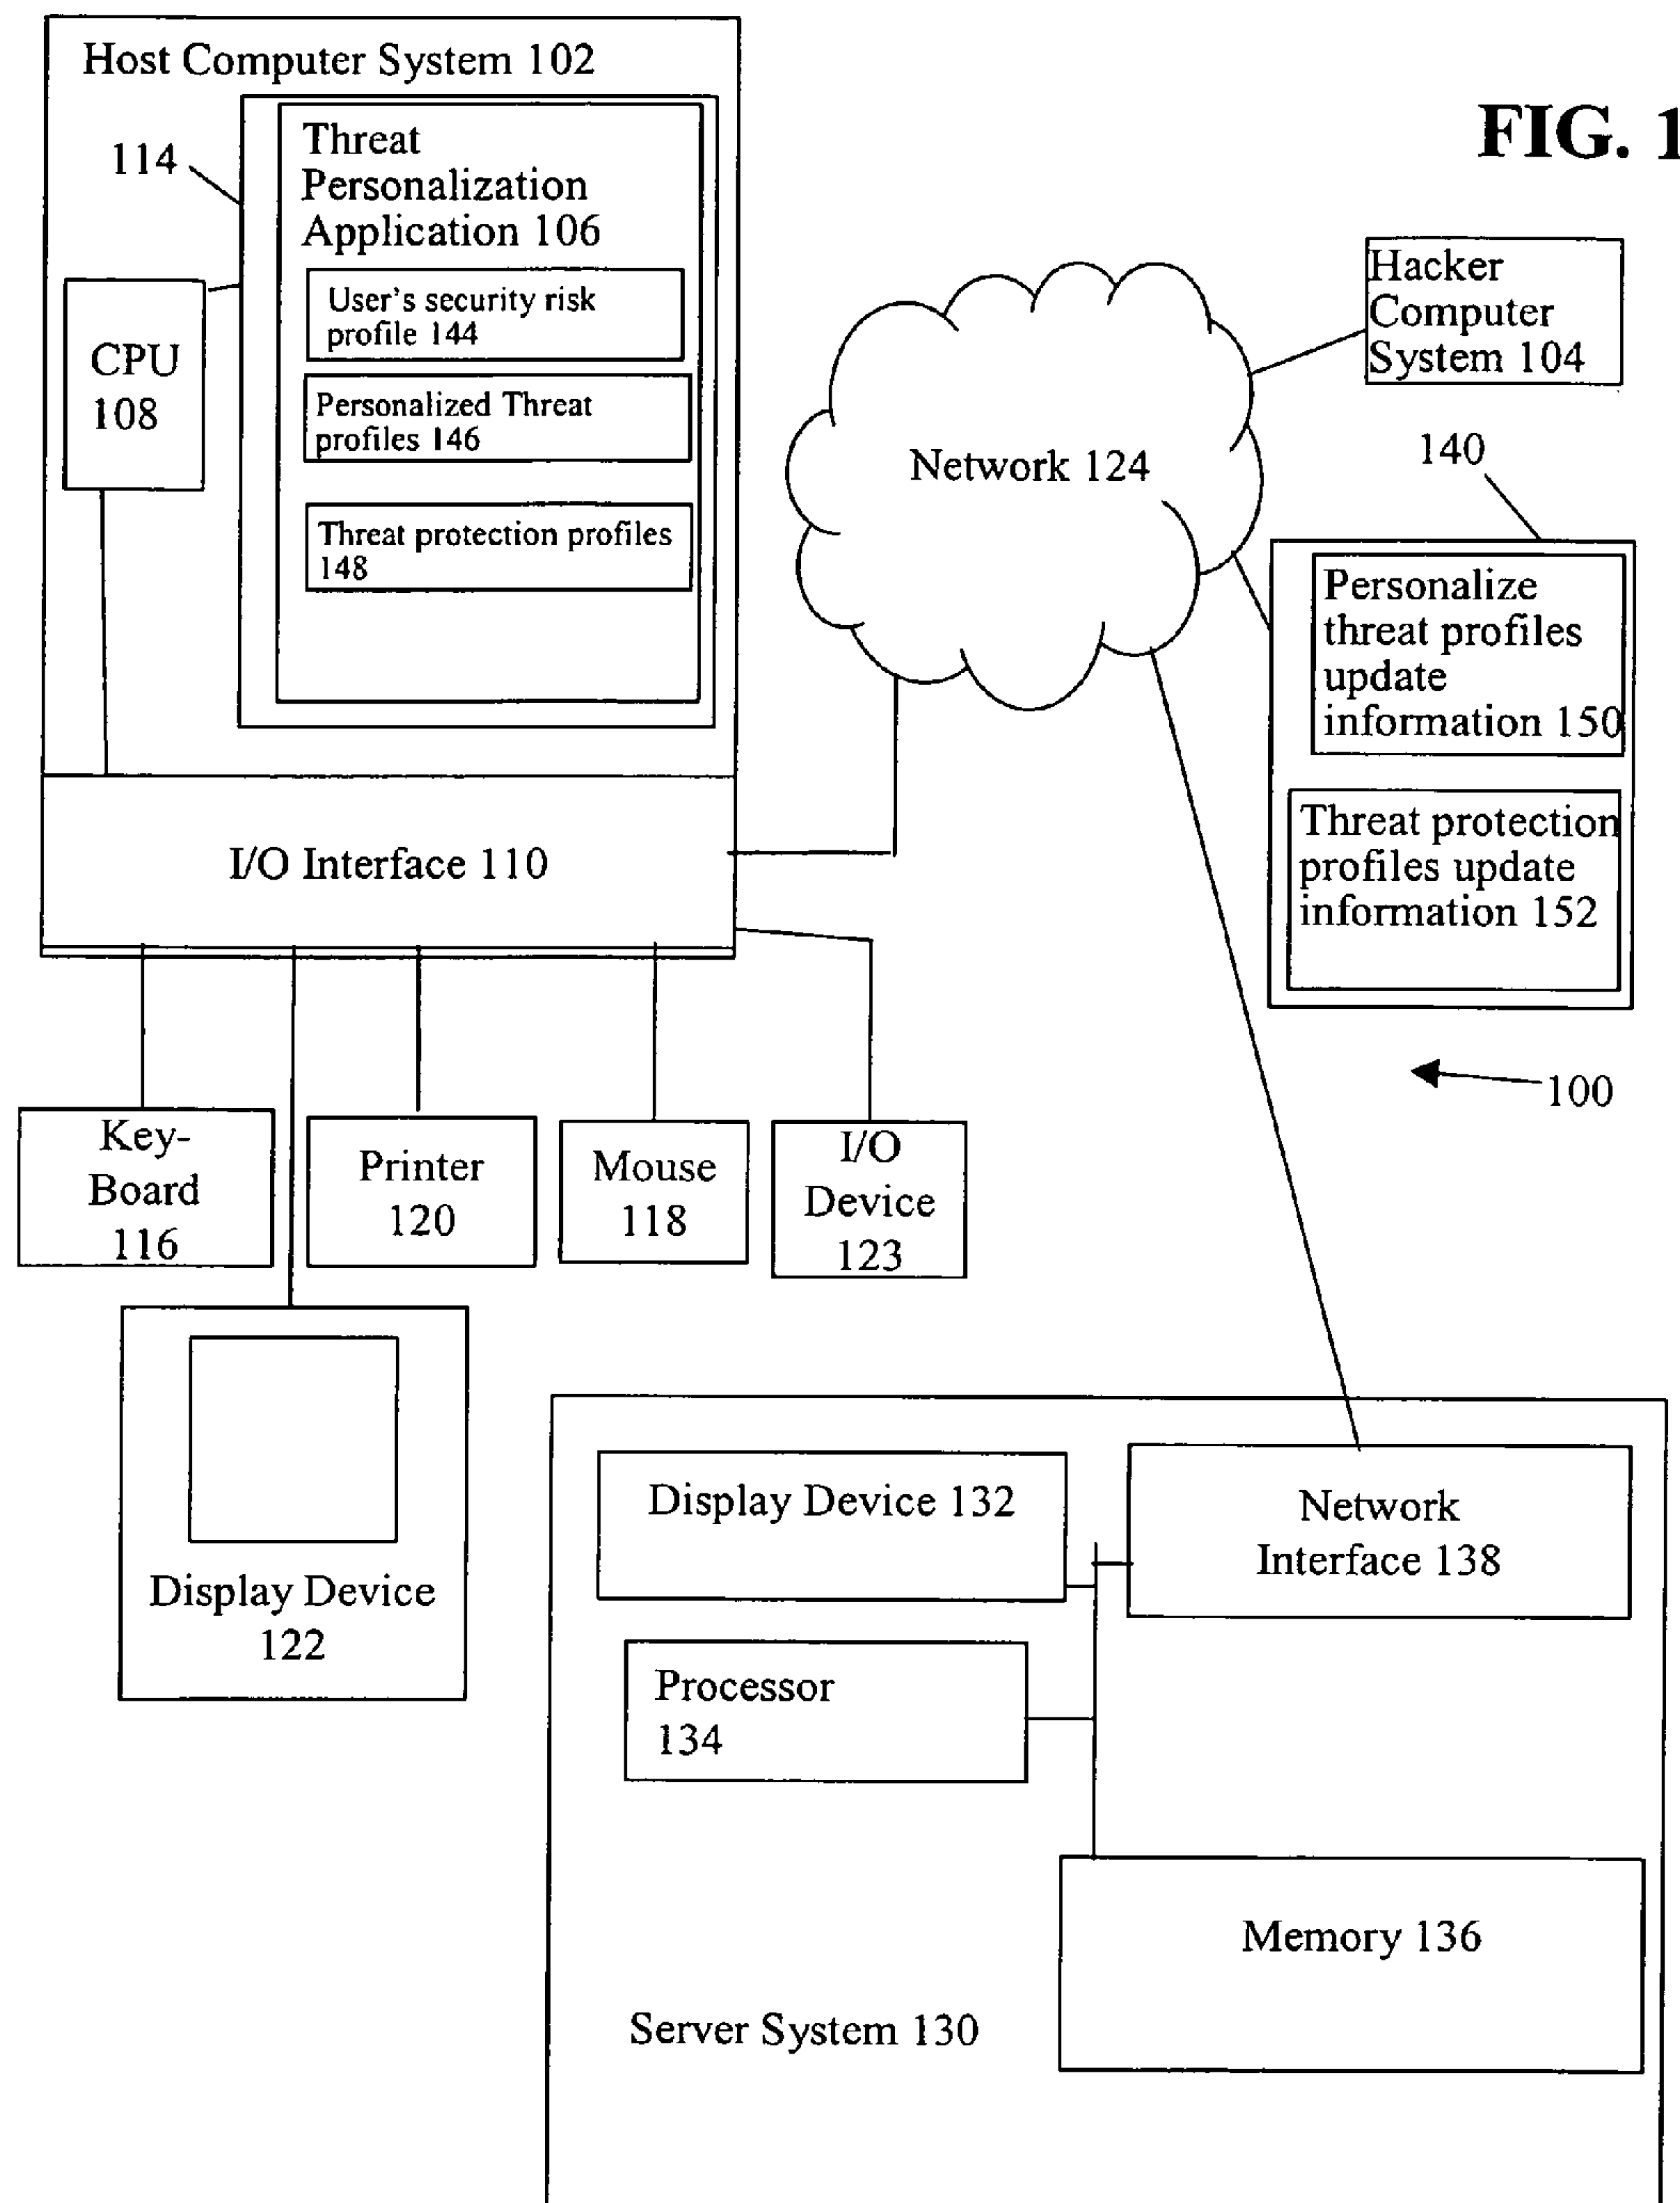 Host Computer System 102
FIG. 1
114
Threat
Personalization
Application 106
User's security risk
profile 144
Personalized Threat
profiles 146
Threat protection profiles
148
CPU
108
Network 124
Hacker
Computer
System 104
140
Personalize
threat profiles
update
information 150
Threat protection
profiles update
information 152
I/O Interface 110
100
Key-
Board
116
Printer
120
Mouse
118
I/O
Device
123
Display Device
122
Display Device 132
Network
Interface 138
Processor
134
Memory 136
Server System 130